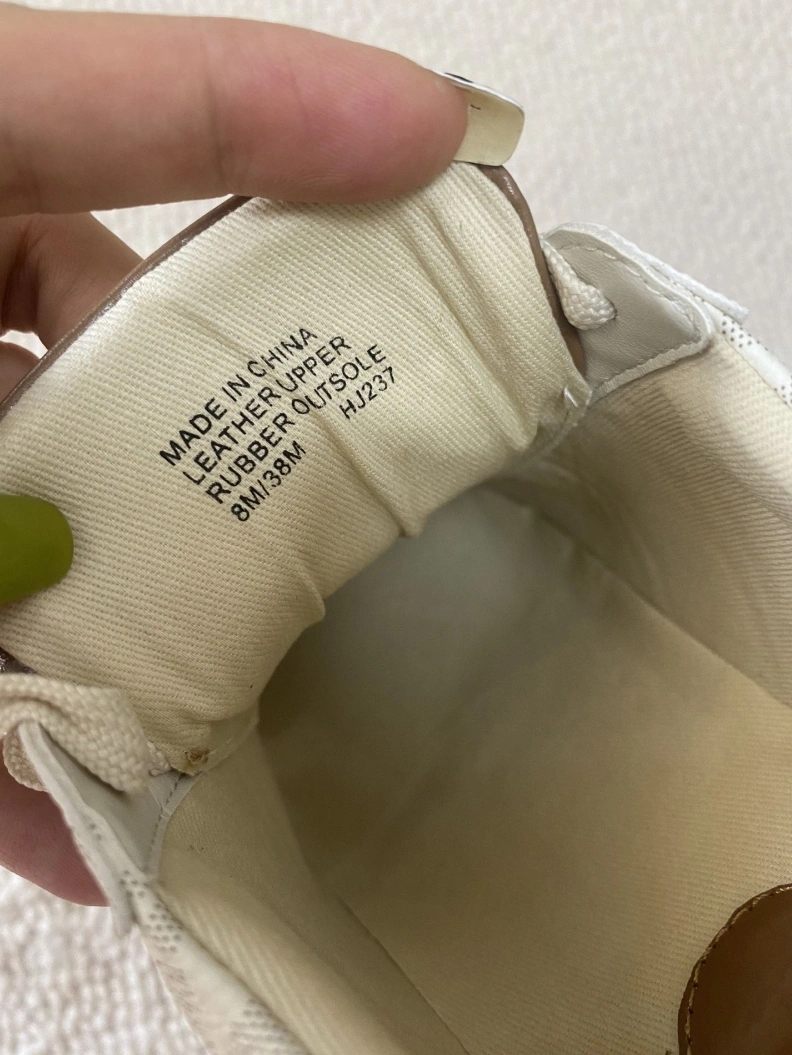 MADE IN CHINA
LEATHER UPPER
RUBBER OUTSOLE
8M/38M HJ237